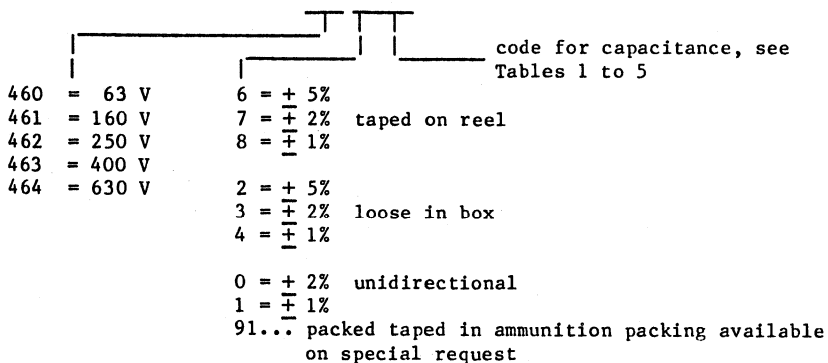 code for capacitance, see
Tables 1 to 5
460 = 63 V
461 = 160 V
462 = 250 V
463 = 400 V
464 = 630 V
6 = ± 5%
7 = ± 2% taped on reel
8 = ± 1%
2 = ± 5%
3 = ± 2% loose in box
4 = ± 1%
0 = ± 2% unidirectional
1 = ± 1%
91... packed taped in ammunition packing available
on special request